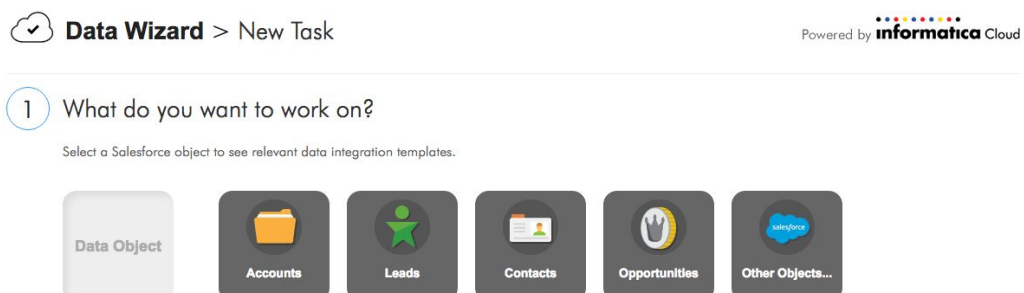 Data Wizard > New Task
Powered by informatica Cloud
1 What do you want to work on?
Select a Salesforce object to see relevant data integration templates.
Data Object
Accounts
Leads
Contacts
Opportunities
salesforce
Other Objects...